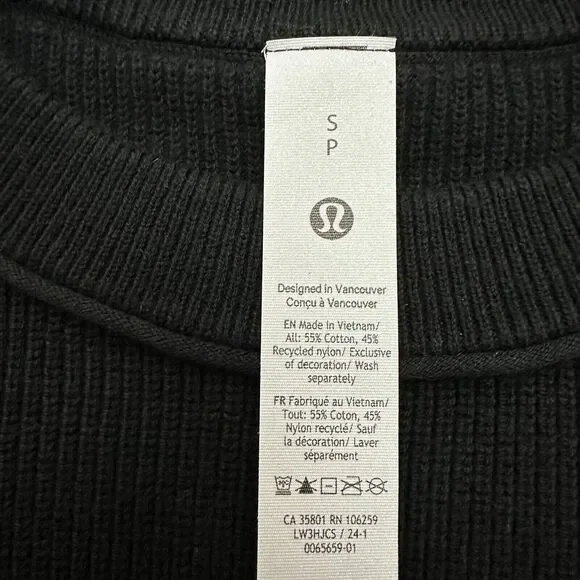 S
P
Designed in Vancouver
Conçu à Vancouver
EN Made In Vietnam/
All: 55% Cotton, 45%
Recycled nylon/ Exclusive
of decoration/ Wash
separately
FR Fabriqué au Vietnam/
Tout: 55% Coton, 45%
Nylon recyclé/ Sauf
la décoration/ Laver
séparément
CA 35801 RN 106259
LW3HJCS / 24-1
0065659-01